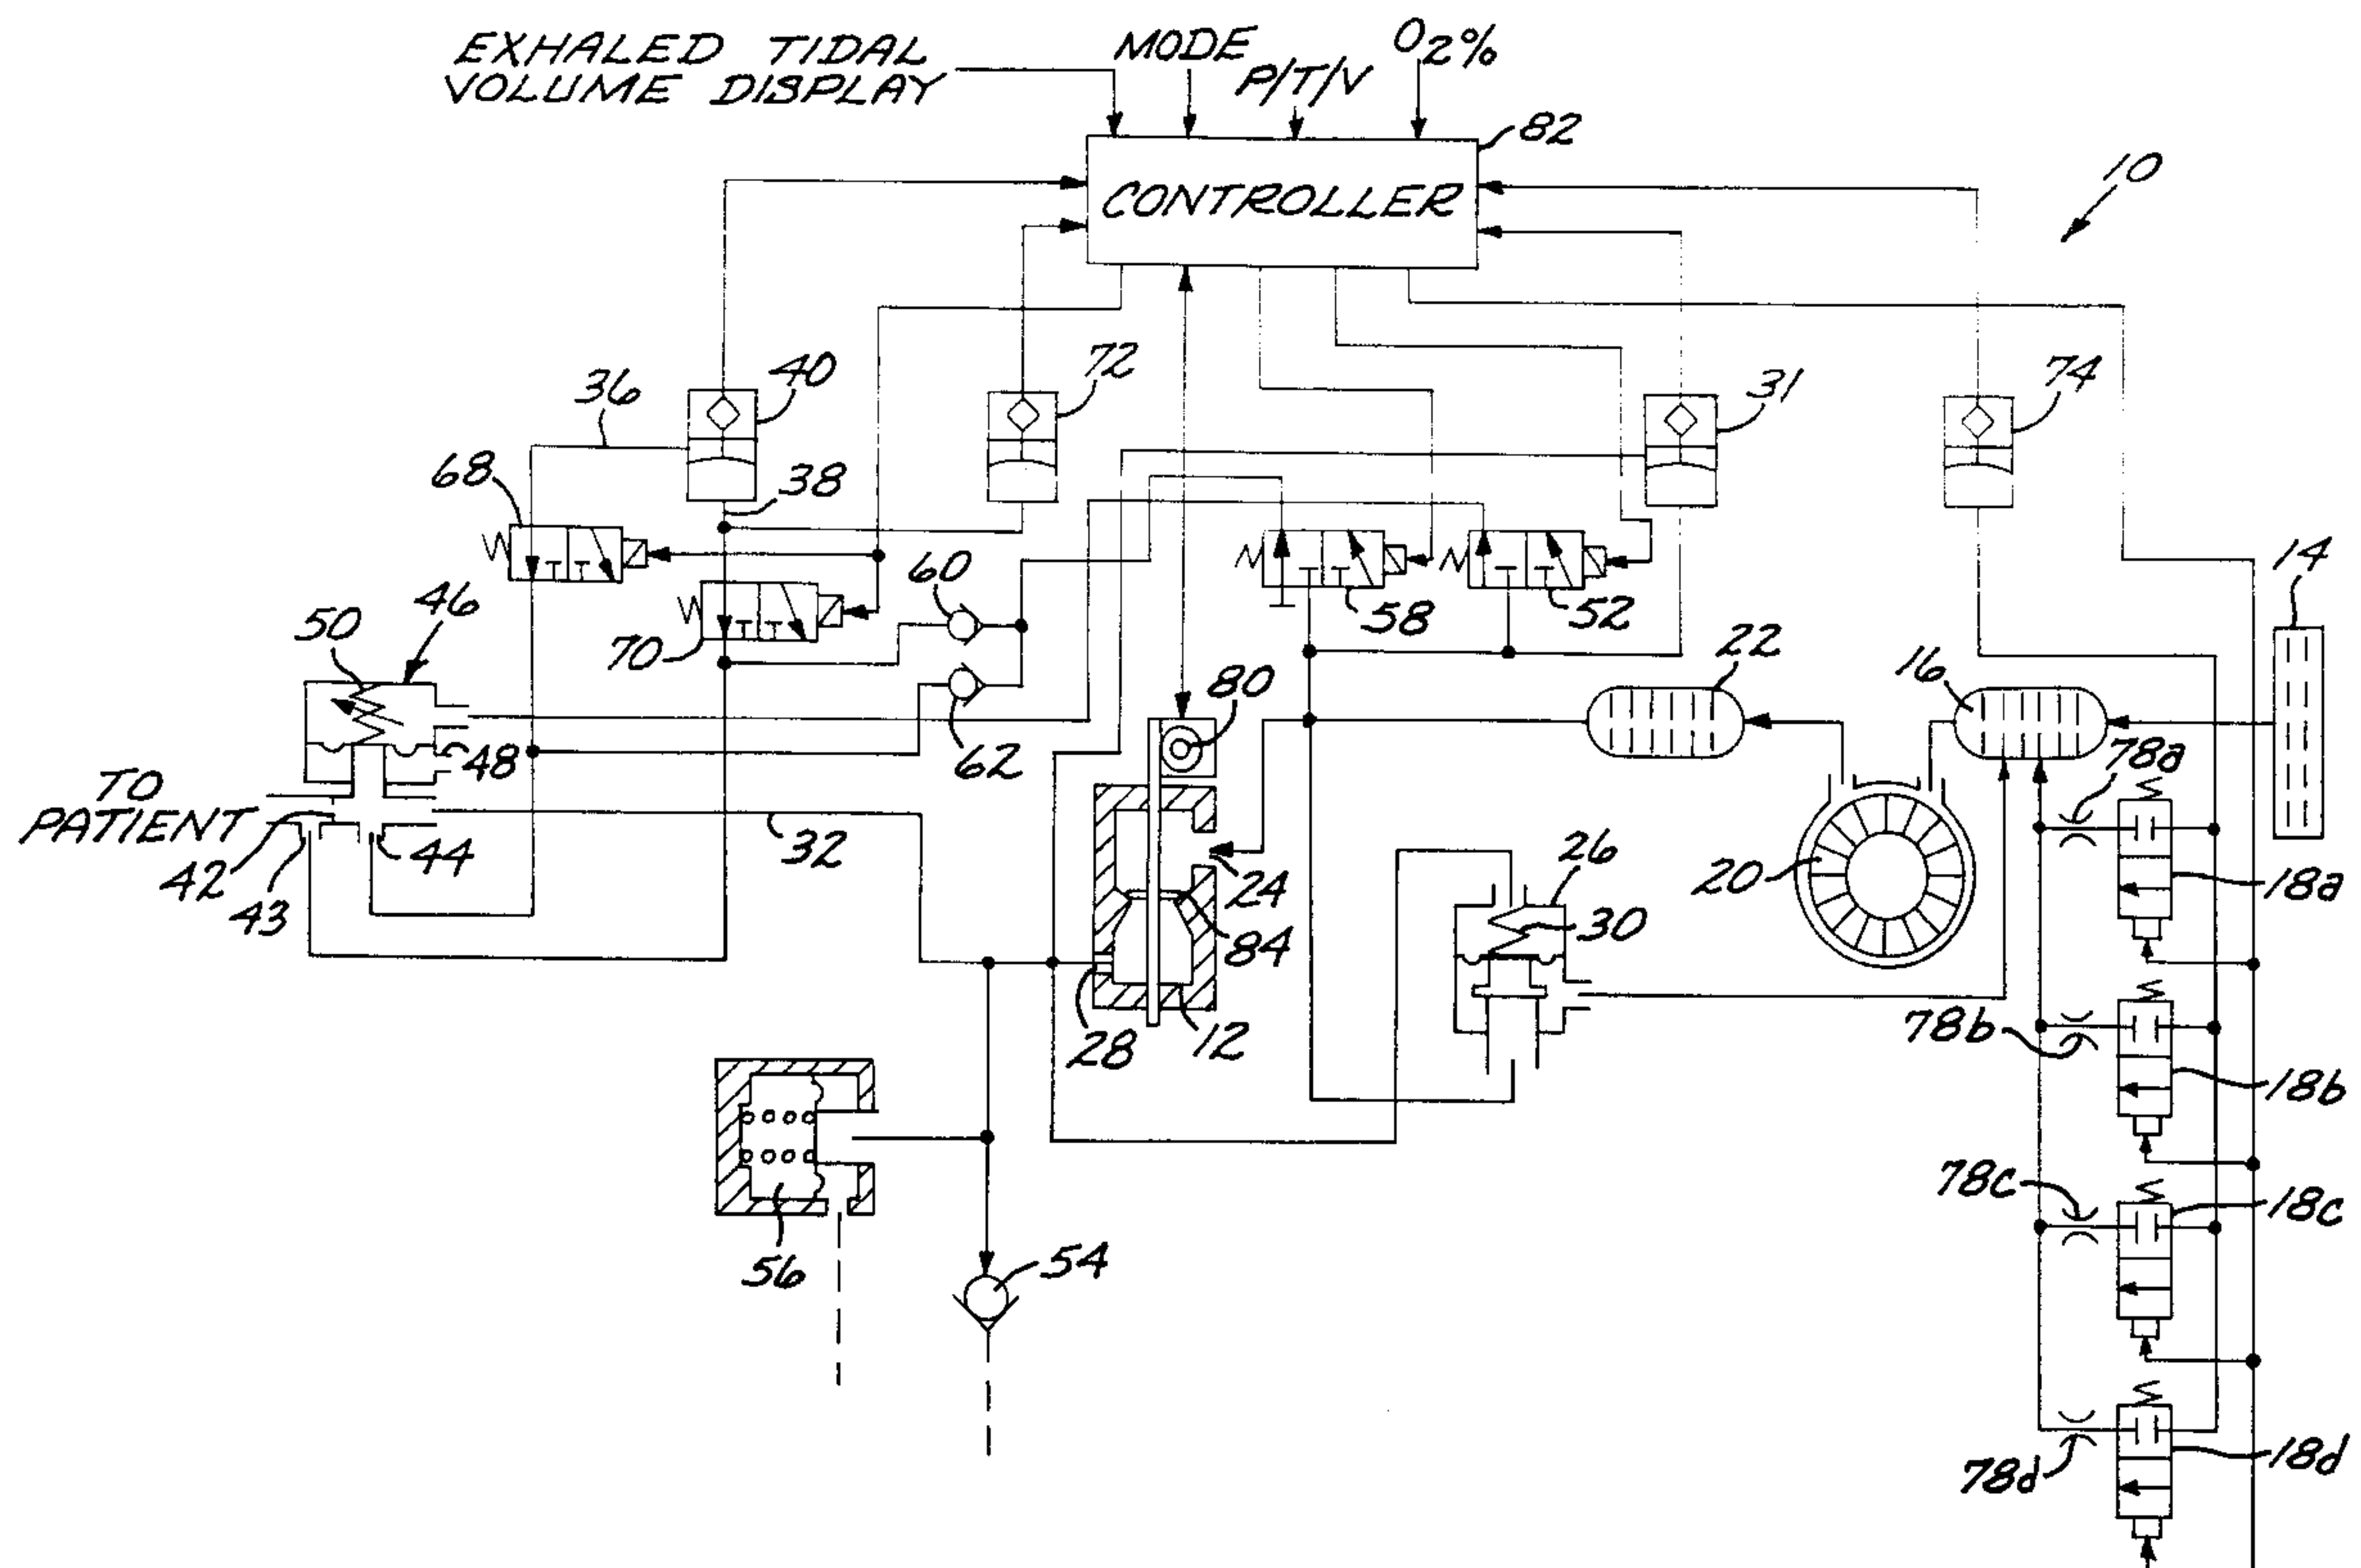 EXHALED TIDAL
VOLUME DISPLAY
MODE
P/T/V
O2%
82
CONTROLLER
10
36
40
72
31
74
68
38
14
60
58
52
50
46
70
22
16
80
78a
48
62
TO
PATIENT
42
43
44
32
24
26
20
18a
84
30
28
12
78b
18b
78c
18c
56
54
78d
18d